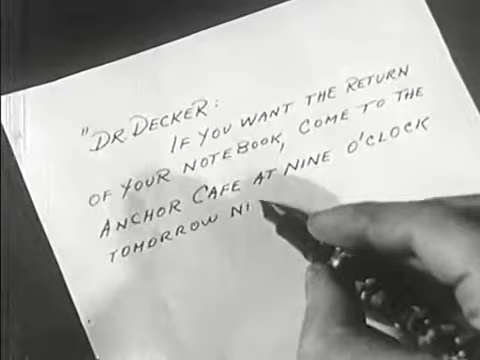 "DR. DECKER:
IF YOU WANT THE RETURN
OF YOUR NOTEBOOK, COME TO THE
ANCHOR CAFE AT NINE O'CLOCK
TOMORROW NI